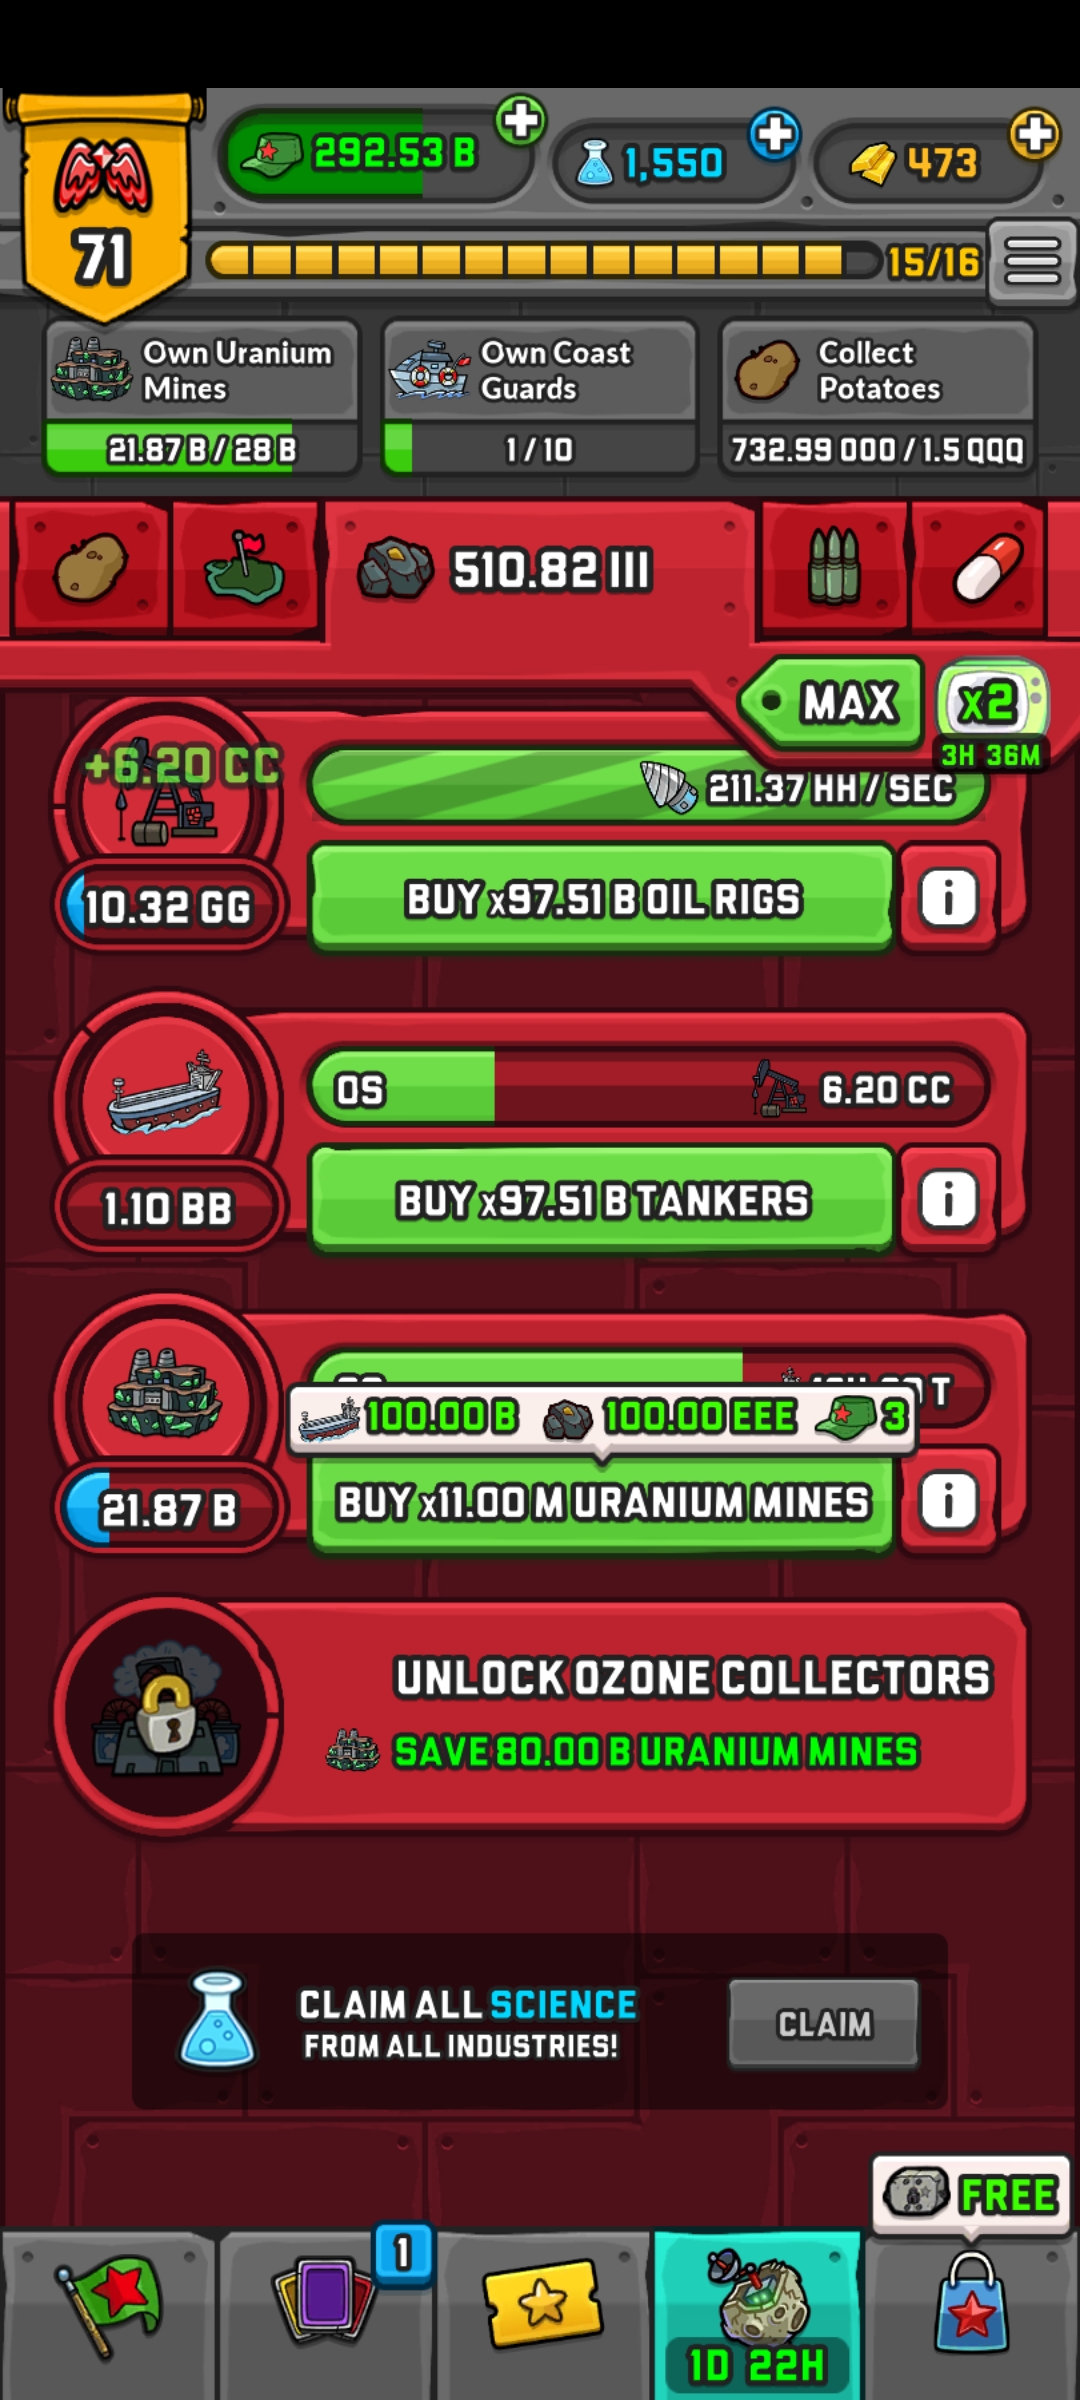 292.53 B
1,550
473
71
15/16
Own Uranium
Mines
21.87 B / 28 B
Own Coast
Guards
1 / 10
Collect
Potatoes
732.99 OOO / 1.5 QQQ
510.82 III
MAX
x2
3H 36M
+6.20 CC
211.37 HH / SEC
10.32 GG
BUY x97.51 B OIL RIGS
i
0S
6.20 CC
1.10 BB
BUY x97.51 B TANKERS
i
T
100.00 B
100.00 EEE
3
21.87 B
BUY x11.00 M URANIUM MINES
i
UNLOCK OZONE COLLECTORS
SAVE 80.00 B URANIUM MINES
CLAIM ALL SCIENCE
FROM ALL INDUSTRIES!
CLAIM
FREE
1
1D 22H